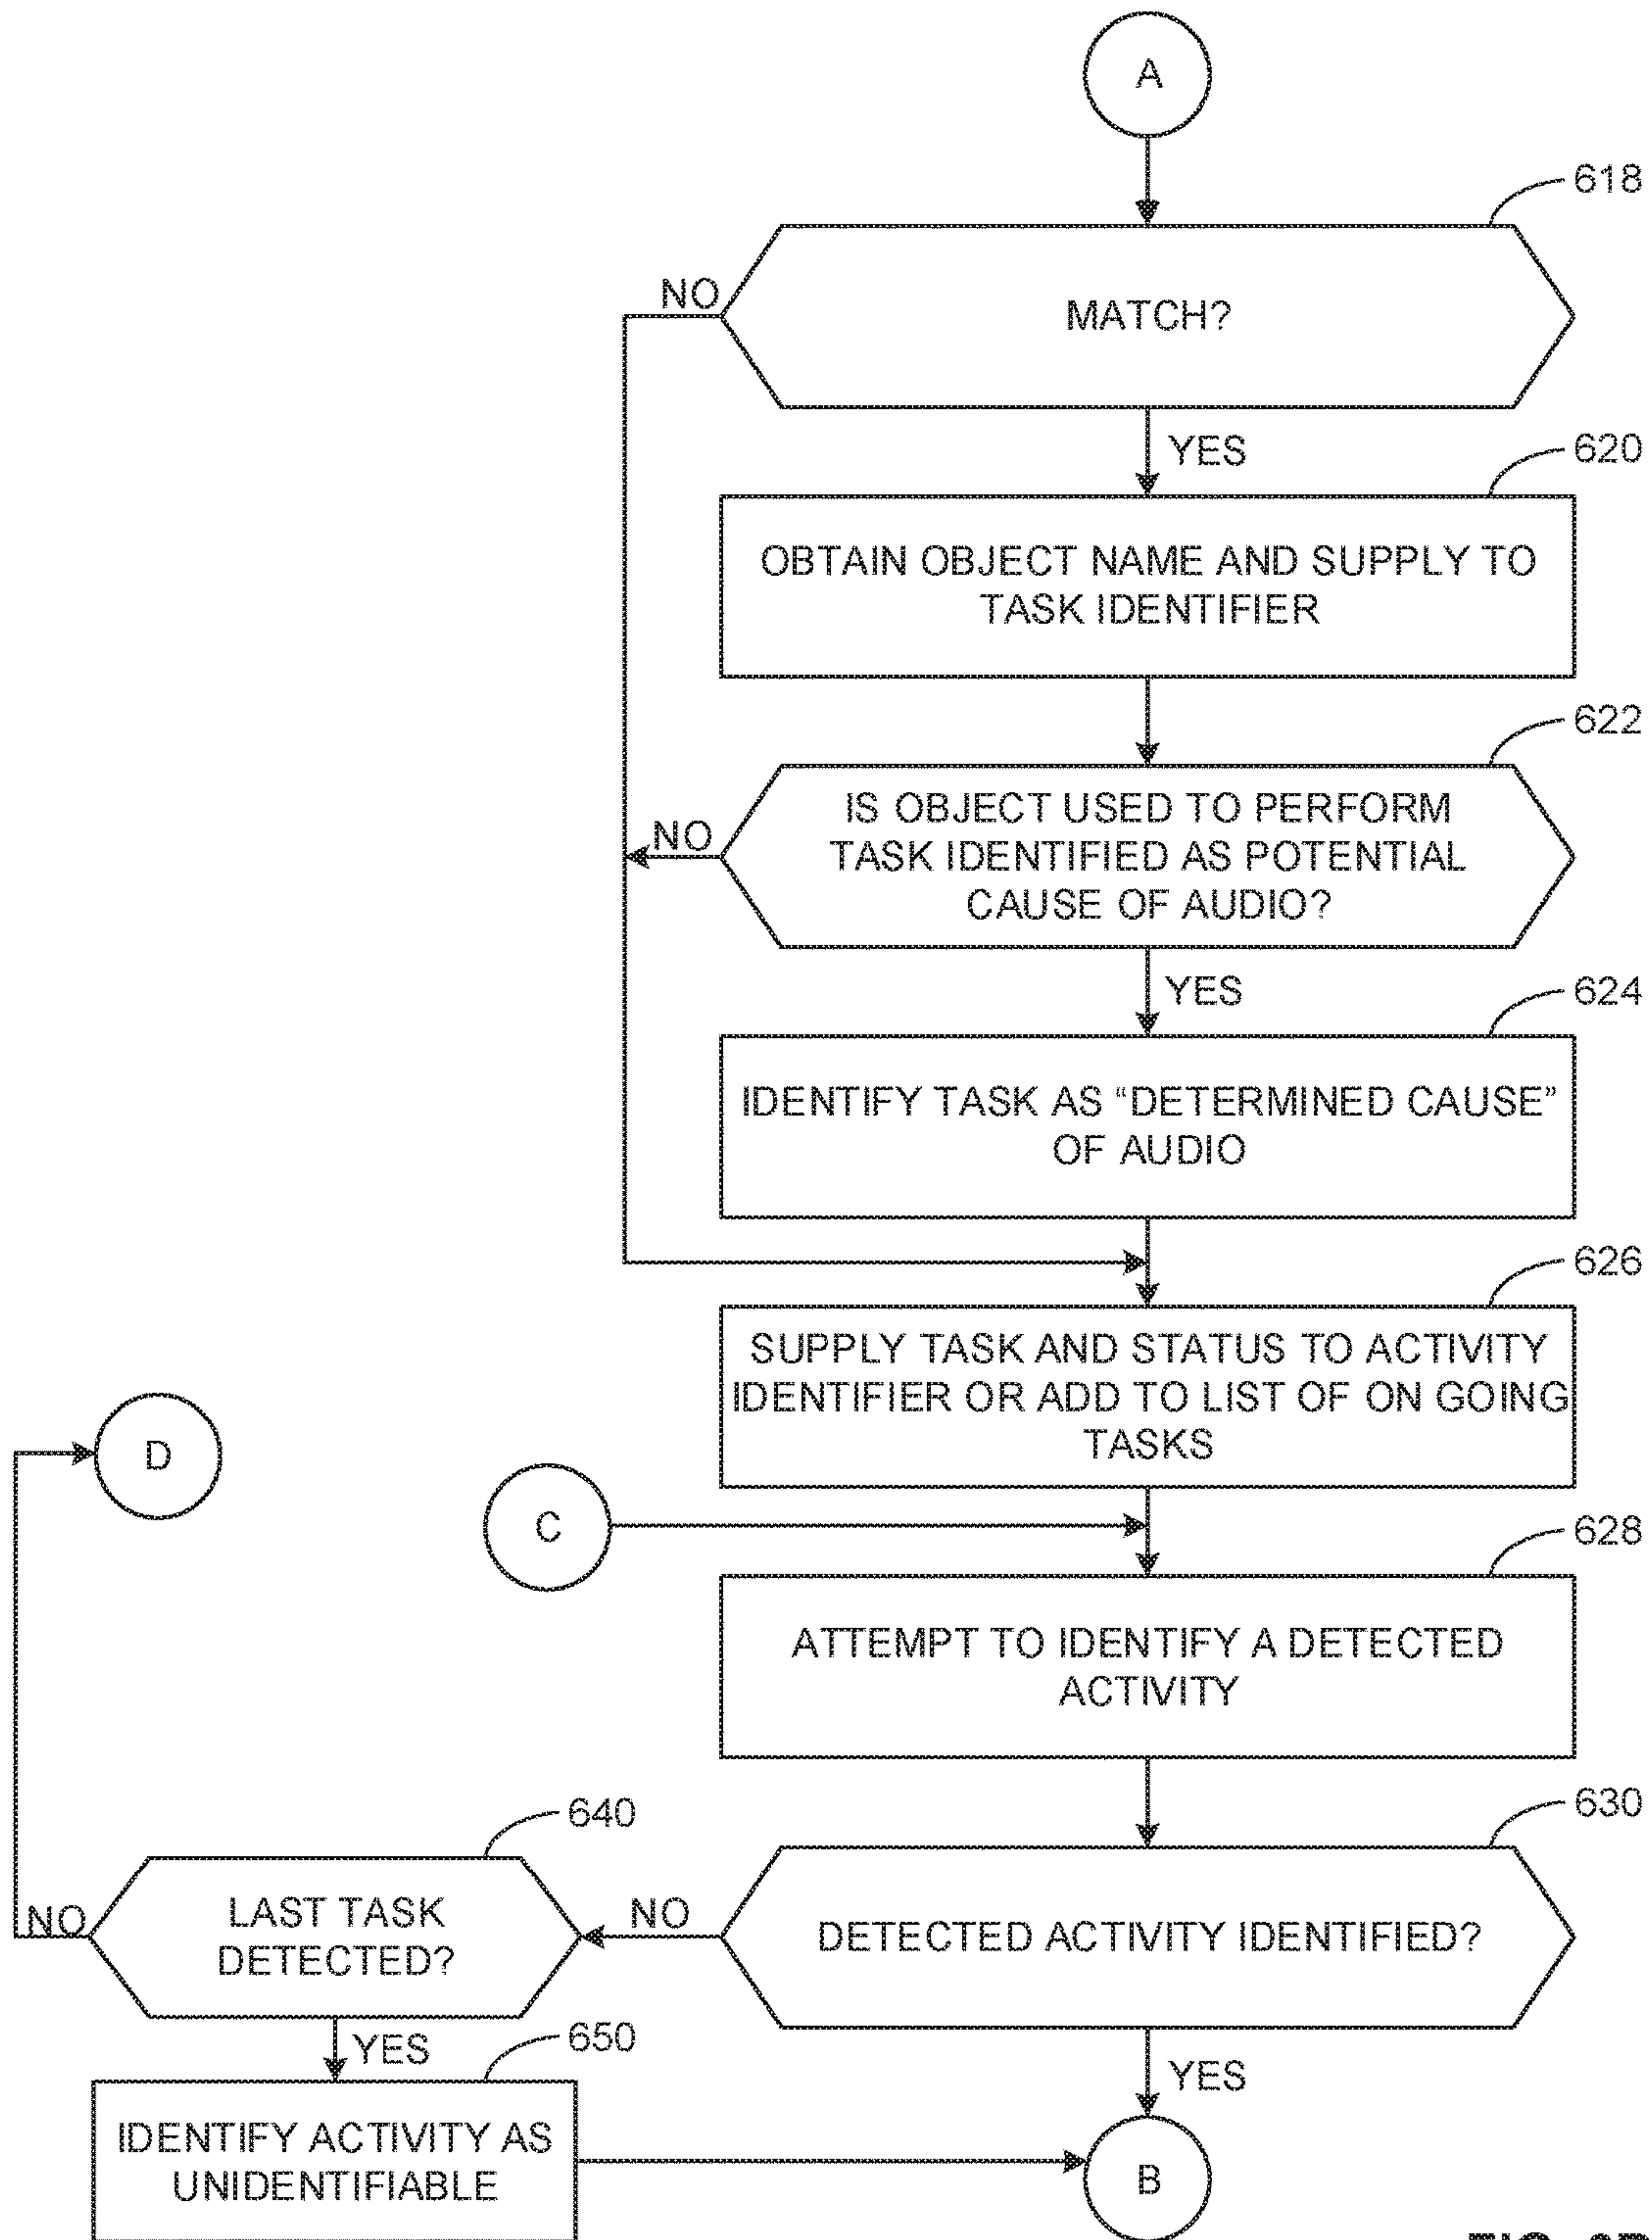 A
618
NO
MATCH?
YES
620
OBTAIN OBJECT NAME AND SUPPLY TO
TASK IDENTIFIER
622
NO
IS OBJECT USED TO PERFORM
TASK IDENTIFIED AS POTENTIAL
CAUSE OF AUDIO?
YES
624
IDENTIFY TASK AS “DETERMINED CAUSE”
OF AUDIO
626
SUPPLY TASK AND STATUS TO ACTIVITY
IDENTIFIER OR ADD TO LIST OF ON GOING
TASKS
D
C
628
ATTEMPT TO IDENTIFY A DETECTED
ACTIVITY
630
640
NO
LAST TASK
DETECTED?
NO
DETECTED ACTIVITY IDENTIFIED?
YES
650
YES
IDENTIFY ACTIVITY AS
UNIDENTIFIABLE
B